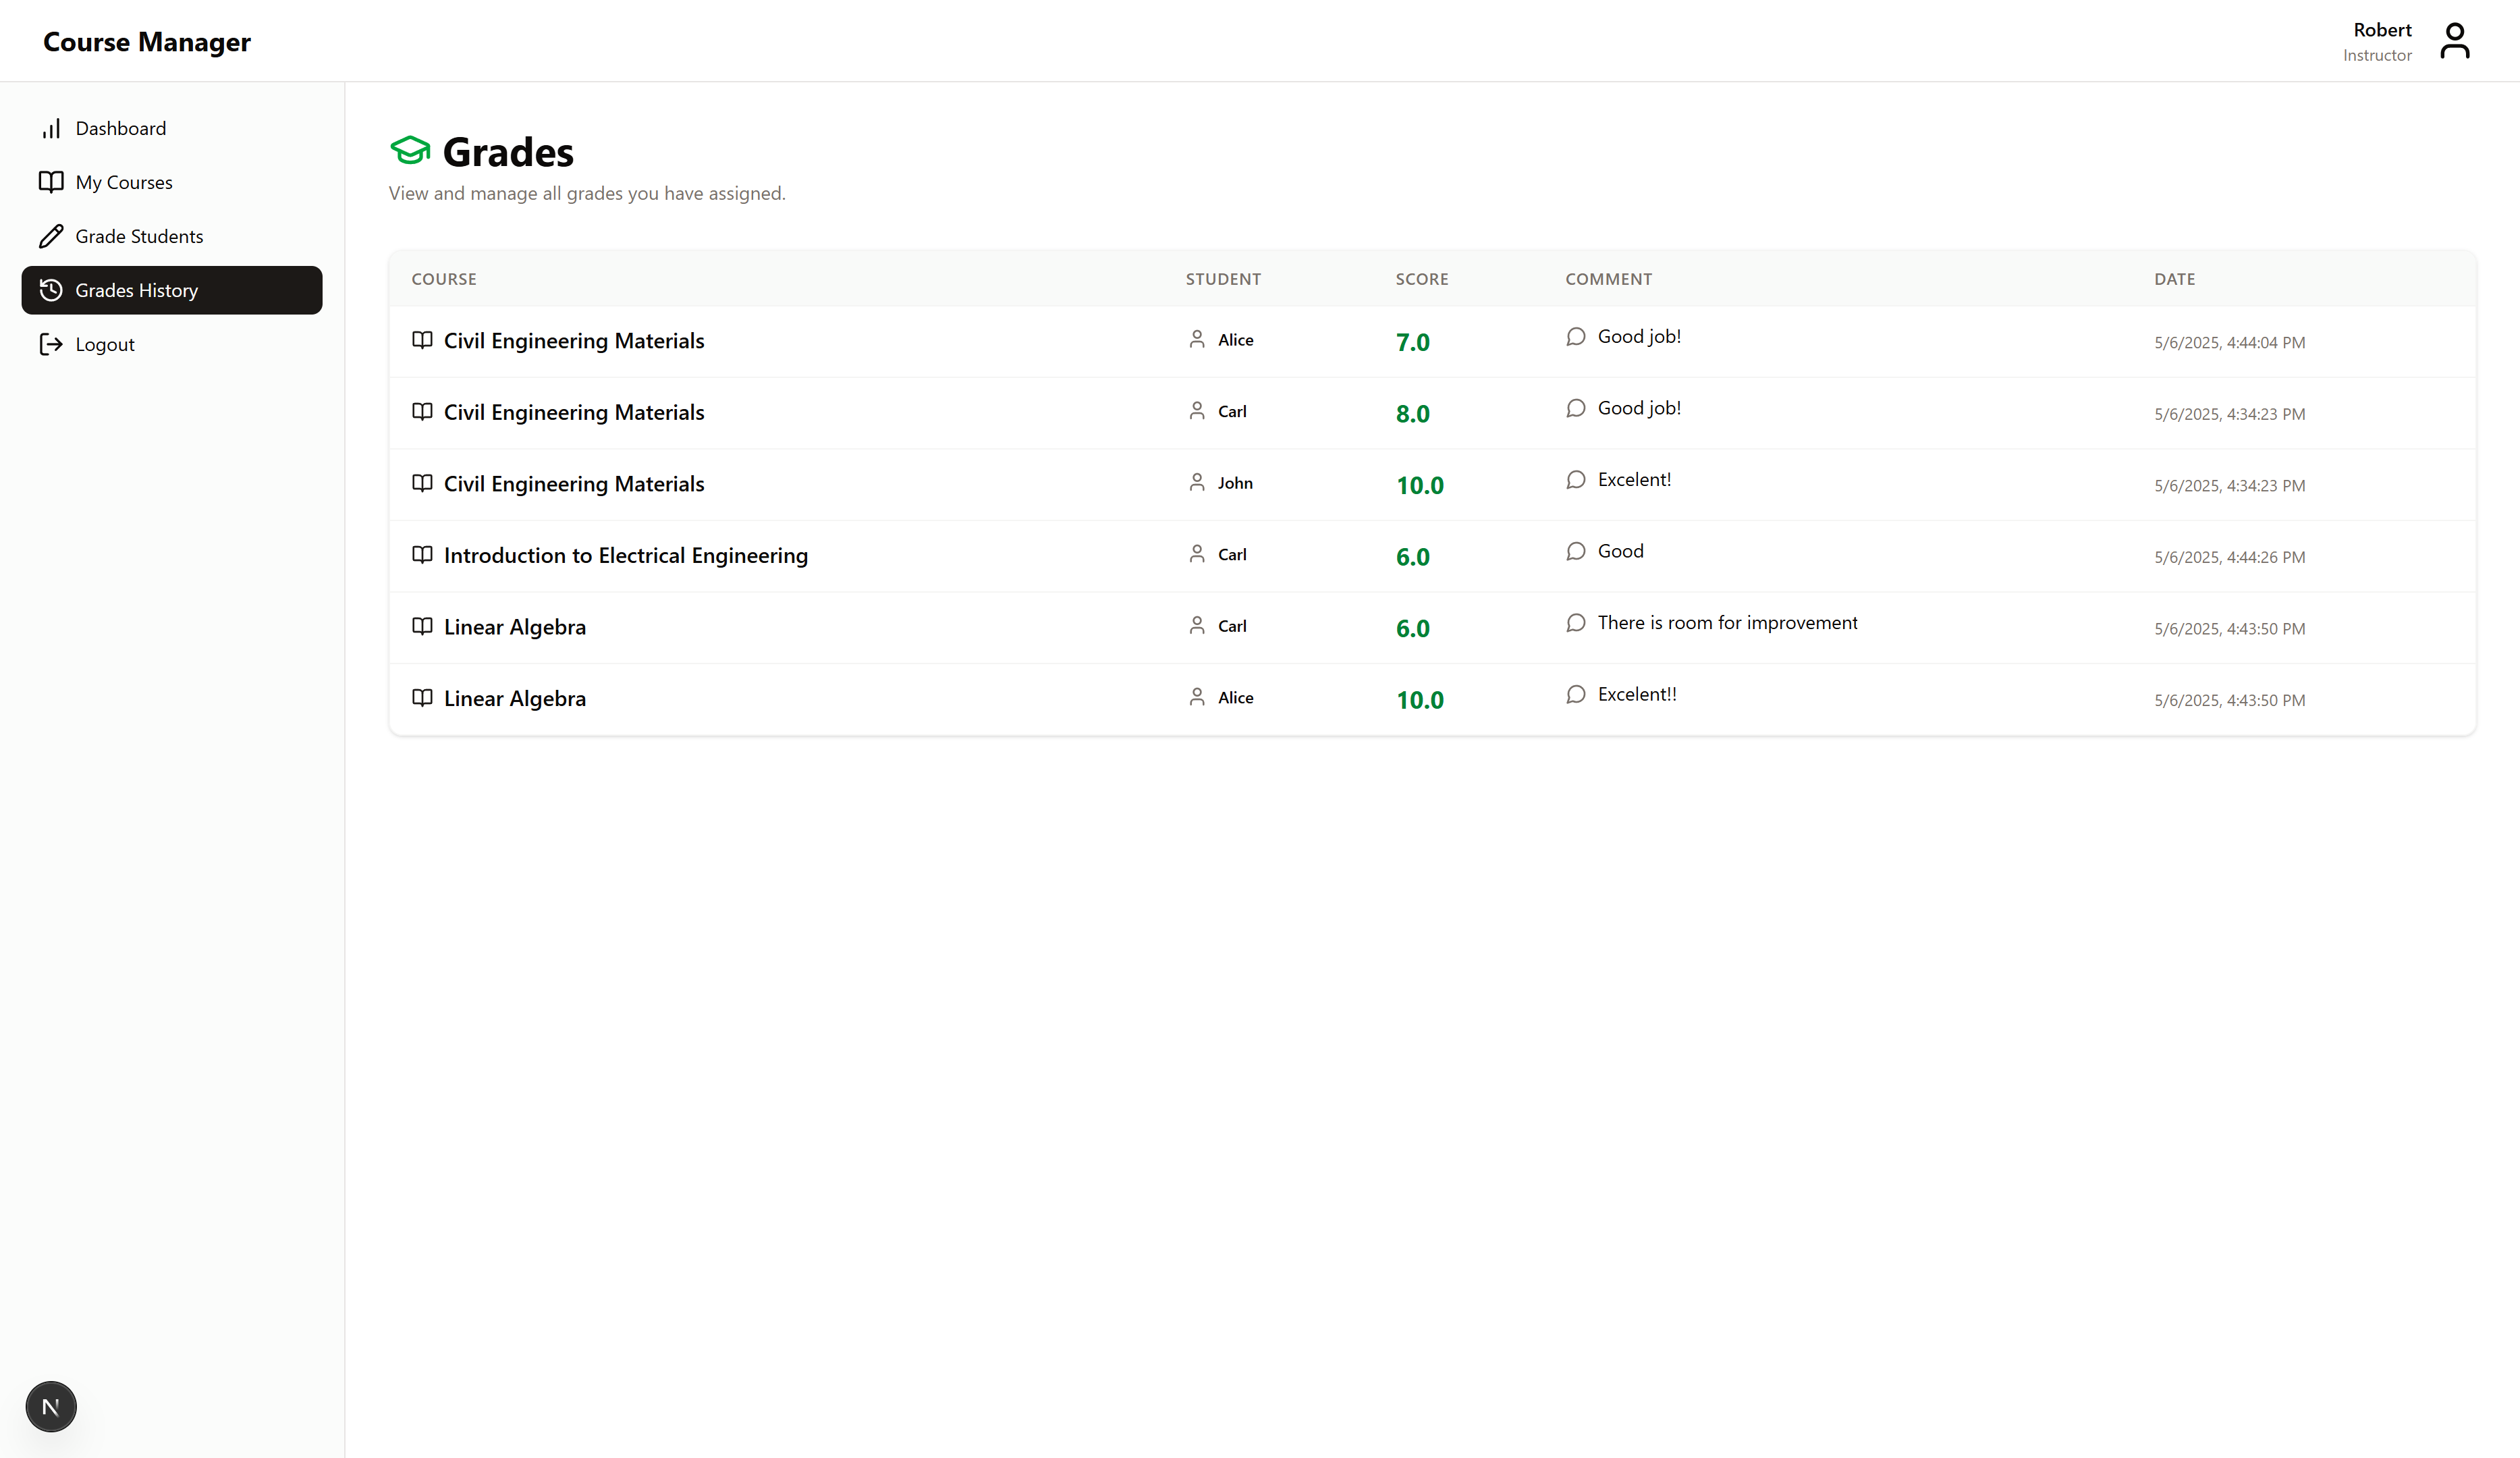 Course Manager
Robert
Instructor
Dashboard
My Courses
Grade Students
Grades History
Logout
Grades
View and manage all grades you have assigned.
COURSE STUDENT SCORE COMMENT DATE
Civil Engineering Materials Alice 7.0 Good job! 5/6/2025, 4:44:04 PM
Civil Engineering Materials Carl 8.0 Good job! 5/6/2025, 4:34:23 PM
Civil Engineering Materials John 10.0 Excelent! 5/6/2025, 4:34:23 PM
Introduction to Electrical Engineering Carl 6.0 Good 5/6/2025, 4:44:26 PM
Linear Algebra Carl 6.0 There is room for improvement 5/6/2025, 4:43:50 PM
Linear Algebra Alice 10.0 Excelent!! 5/6/2025, 4:43:50 PM
N